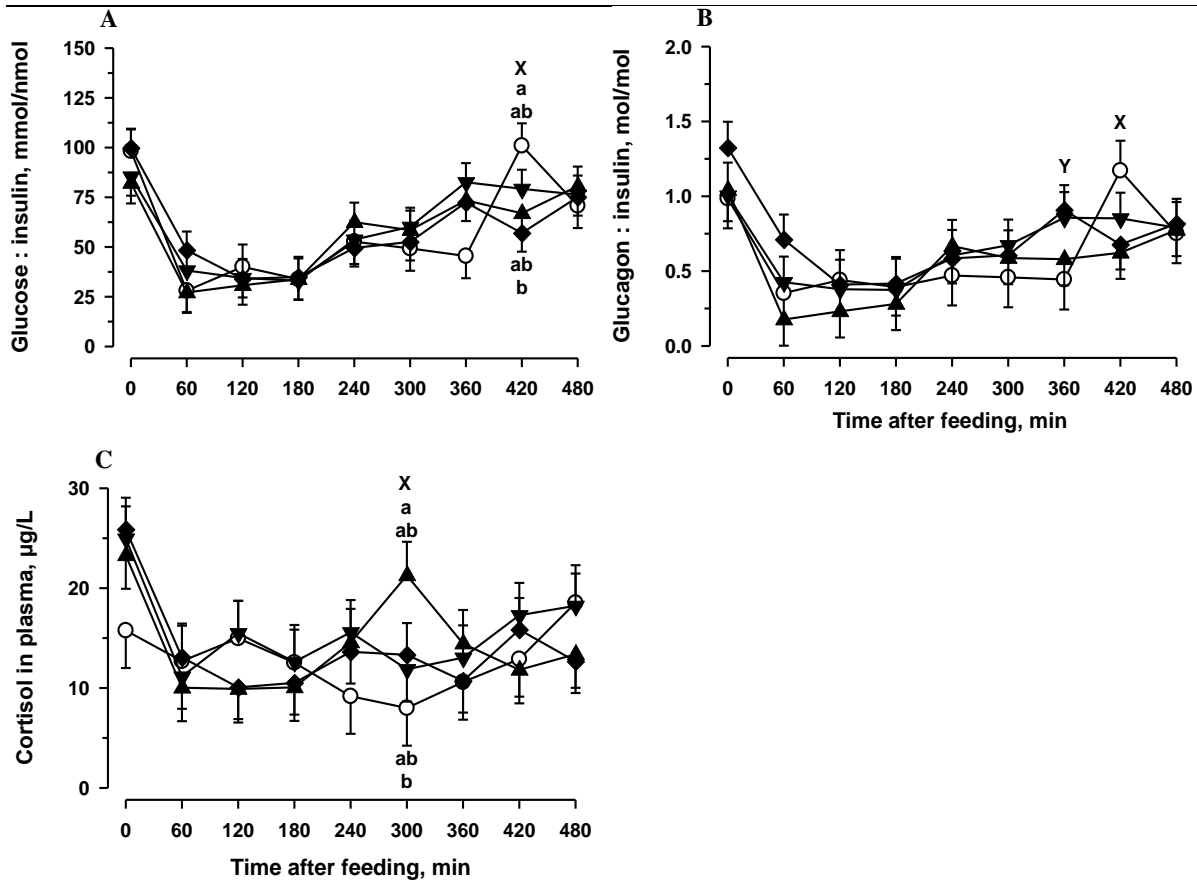 A
Glucose : insulin, mmol/nmol
150
125
100
75
50
25
0
X
a
ab
ab
b
0 60 120 180 240 300 360 420 480
B
Glucagon : insulin, mol/mol
2.0
1.5
1.0
0.5
0.0
Y
X
0 60 120 180 240 300 360 420 480
Time after feeding, min
C
Cortisol in plasma, µg/L
30
20
10
0
X
a
ab
ab
b
0 60 120 180 240 300 360 420 480
Time after feeding, min